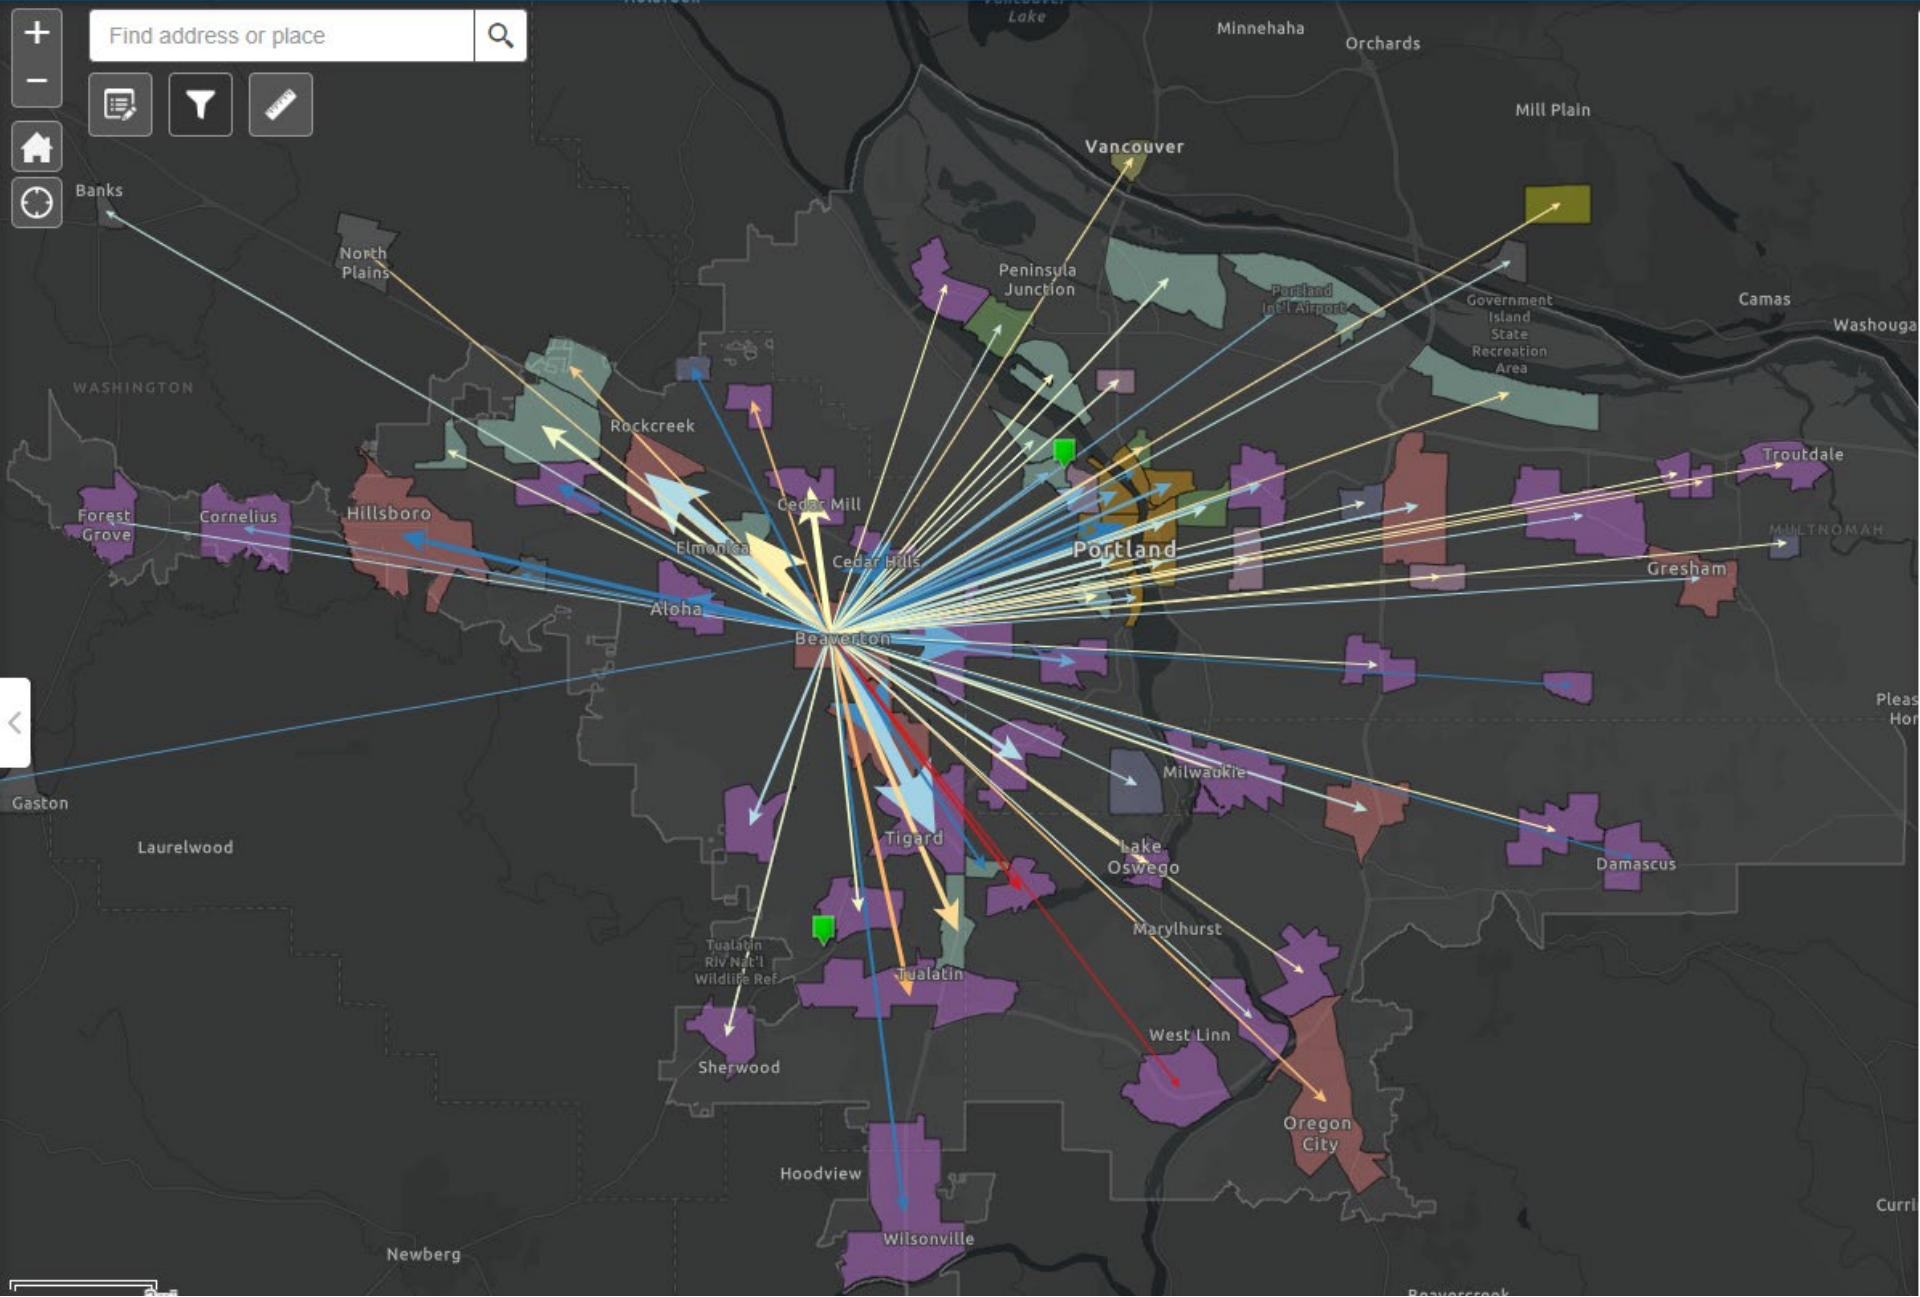 Find address or place
Vancouver
Lake
Minnehaha
Orchards
Mill Plain
Vancouver
Banks
North
Plains
Peninsula
Junction
Portland
Int'l Airport
Government
Island
State
Recreation
Area
Camas
Washouga
WASHINGTON
Rockcreek
Forest
Grove
Cornelius
Hillsboro
Cedar Mill
Elmonica
Cedar Hills
Portland
Troutdale
MULTNOMAH
Gresham
Aloha
Beaverton
Pleas
Hor
Gaston
Laurelwood
Milwaukie
Tigard
Lake
Oswego
Damascus
Marylhurst
Tualatin
Riv Nat'l
Wildlife Ref
Tualatin
West Linn
Sherwood
Oregon
City
Hoodview
Wilsonville
Newberg
Curri